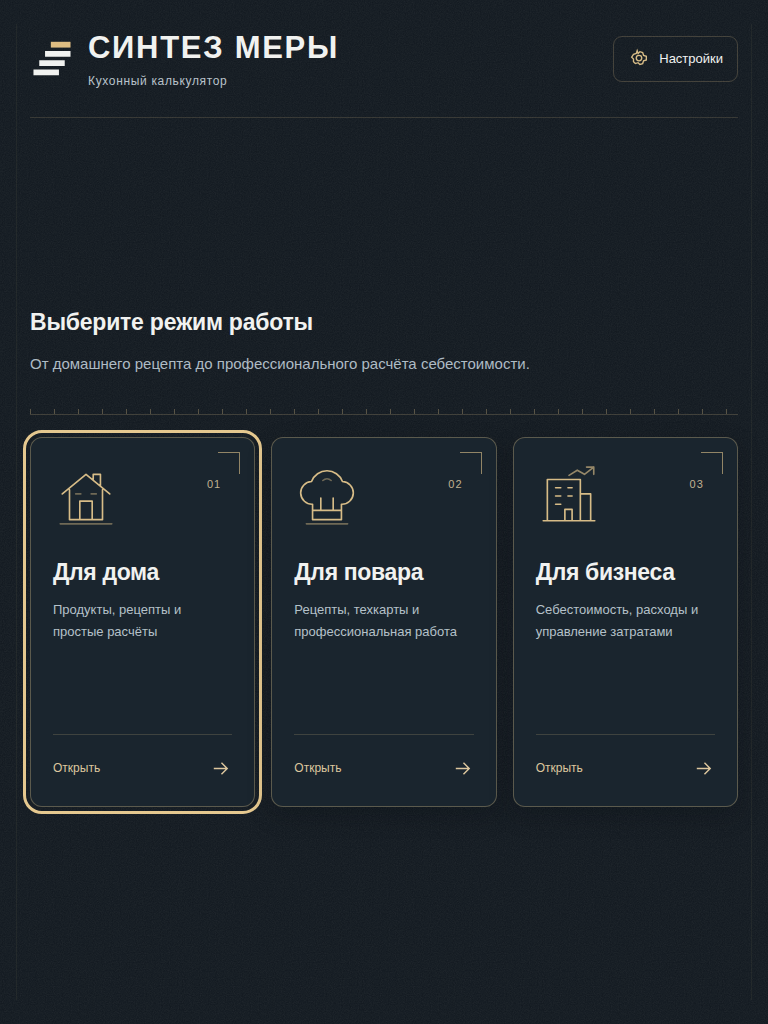 СИНТЕЗ МЕРЫ
Кухонный калькулятор
Настройки
Выберите режим работы
От домашнего рецепта до профессионального расчёта себестоимости.
01
Для дома
Продукты, рецепты и
простые расчёты
Открыть
02
Для повара
Рецепты, техкарты и
профессиональная работа
Открыть
03
Для бизнеса
Себестоимость, расходы и
управление затратами
Открыть